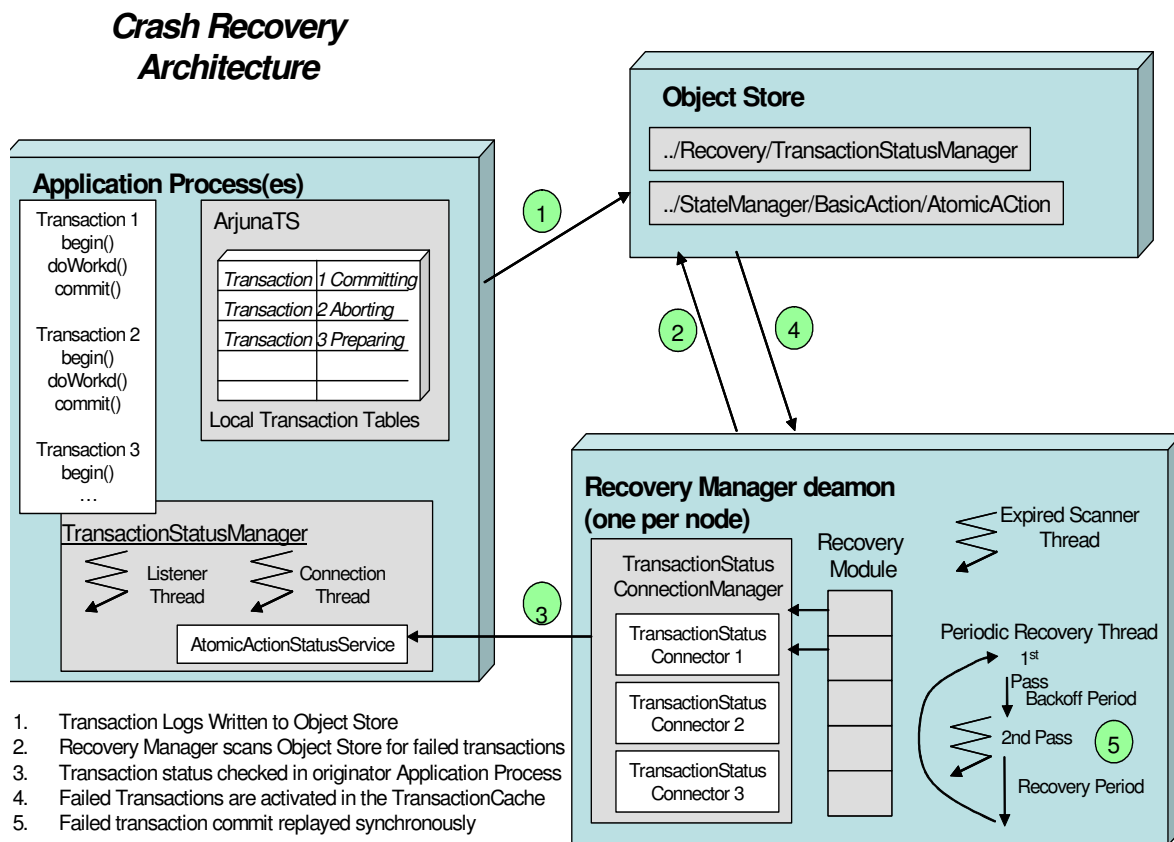 Crash Recovery
Architecture
Object Store
../Recovery/TransactionStatusManager
../StateManager/BasicAction/AtomicACtion
Application Process(es)
Transaction 1
begin()
doWorkd()
commit()
Transaction 2
begin()
doWorkd()
commit()
Transaction 3
begin()
…
ArjunaTS
Transaction 1 Committing
Transaction 2 Aborting
Transaction 3 Preparing
Local Transaction Tables
1
2
4
TransactionStatusManager
Listener
Thread
Connection
Thread
AtomicActionStatusService
3
Recovery Manager deamon
(one per node)
TransactionStatus
ConnectionManager
TransactionStatus
Connector 1
TransactionStatus
Connector 2
TransactionStatus
Connector 3
Recovery
Module
Expired Scanner
Thread
Periodic Recovery Thread
1st
Pass
Backoff Period
2nd Pass
5
Recovery Period
1. Transaction Logs Written to Object Store
2. Recovery Manager scans Object Store for failed transactions
3. Transaction status checked in originator Application Process
4. Failed Transactions are activated in the TransactionCache
5. Failed transaction commit replayed synchronously